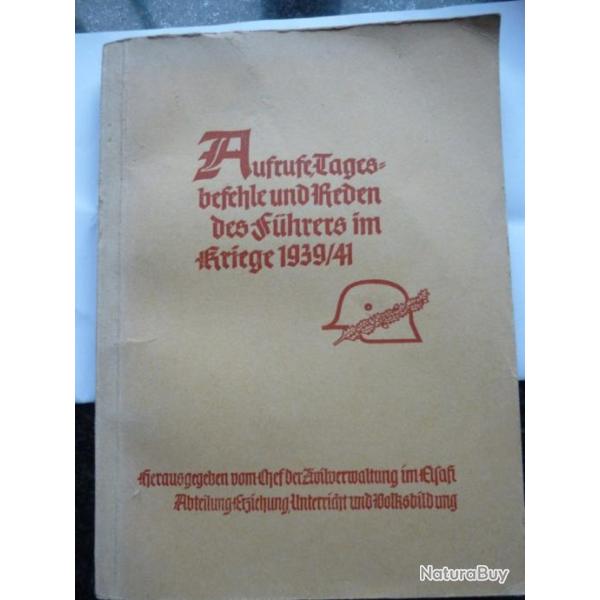 Aufrufe, Tages=
befehle und Reden
des Führers im
Kriege 1939/41
Herausgegeben vom Chef der Zivilverwaltung im Elsaß
Abteilung Erziehung, Unterricht und Volksbildung
NaturaBuy